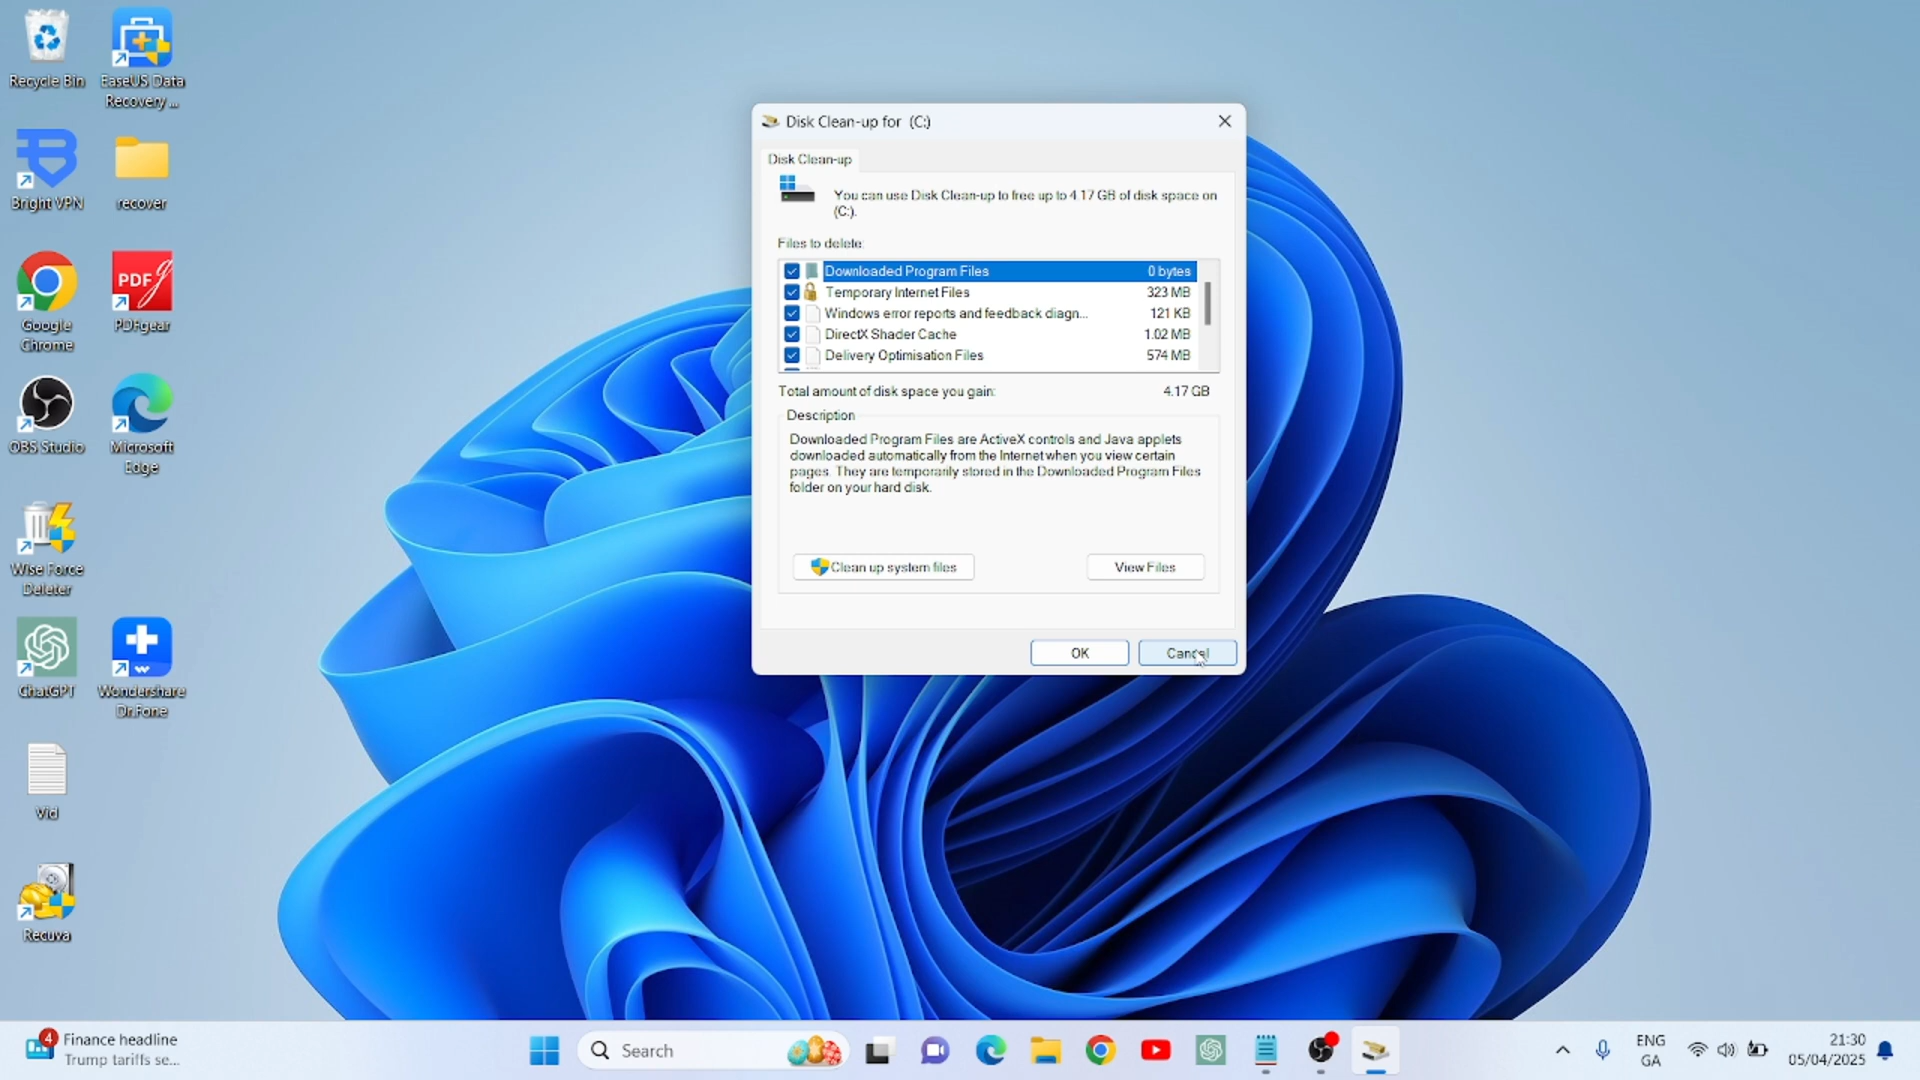 Recycle Bin
EaseUS Data
Recovery ...
Bright VPN
recover
Google
Chrome
PDF
PDFgear
OBS Studio
Microsoft
Edge
Wise Force
Deleter
ChatGPT
Wondershare
Dr.Fone
Vid
Recuva
Disk Clean-up for (C:)
Disk Clean-up
You can use Disk Clean-up to free up to 4.17 GB of disk space on
(C:).
Files to delete:
Downloaded Program Files 0 bytes
Temporary Internet Files 323 MB
Windows error reports and feedback diagn... 121 KB
DirectX Shader Cache 1.02 MB
Delivery Optimisation Files 574 MB
Total amount of disk space you gain: 4.17 GB
Description
Downloaded Program Files are ActiveX controls and Java applets
downloaded automatically from the Internet when you view certain
pages. They are temporarily stored in the Downloaded Program Files
folder on your hard disk.
Clean up system files
View Files
OK
Cancel
4
Finance headline
Trump tariffs se...
Search
ENG
GA
21:30
05/04/2025